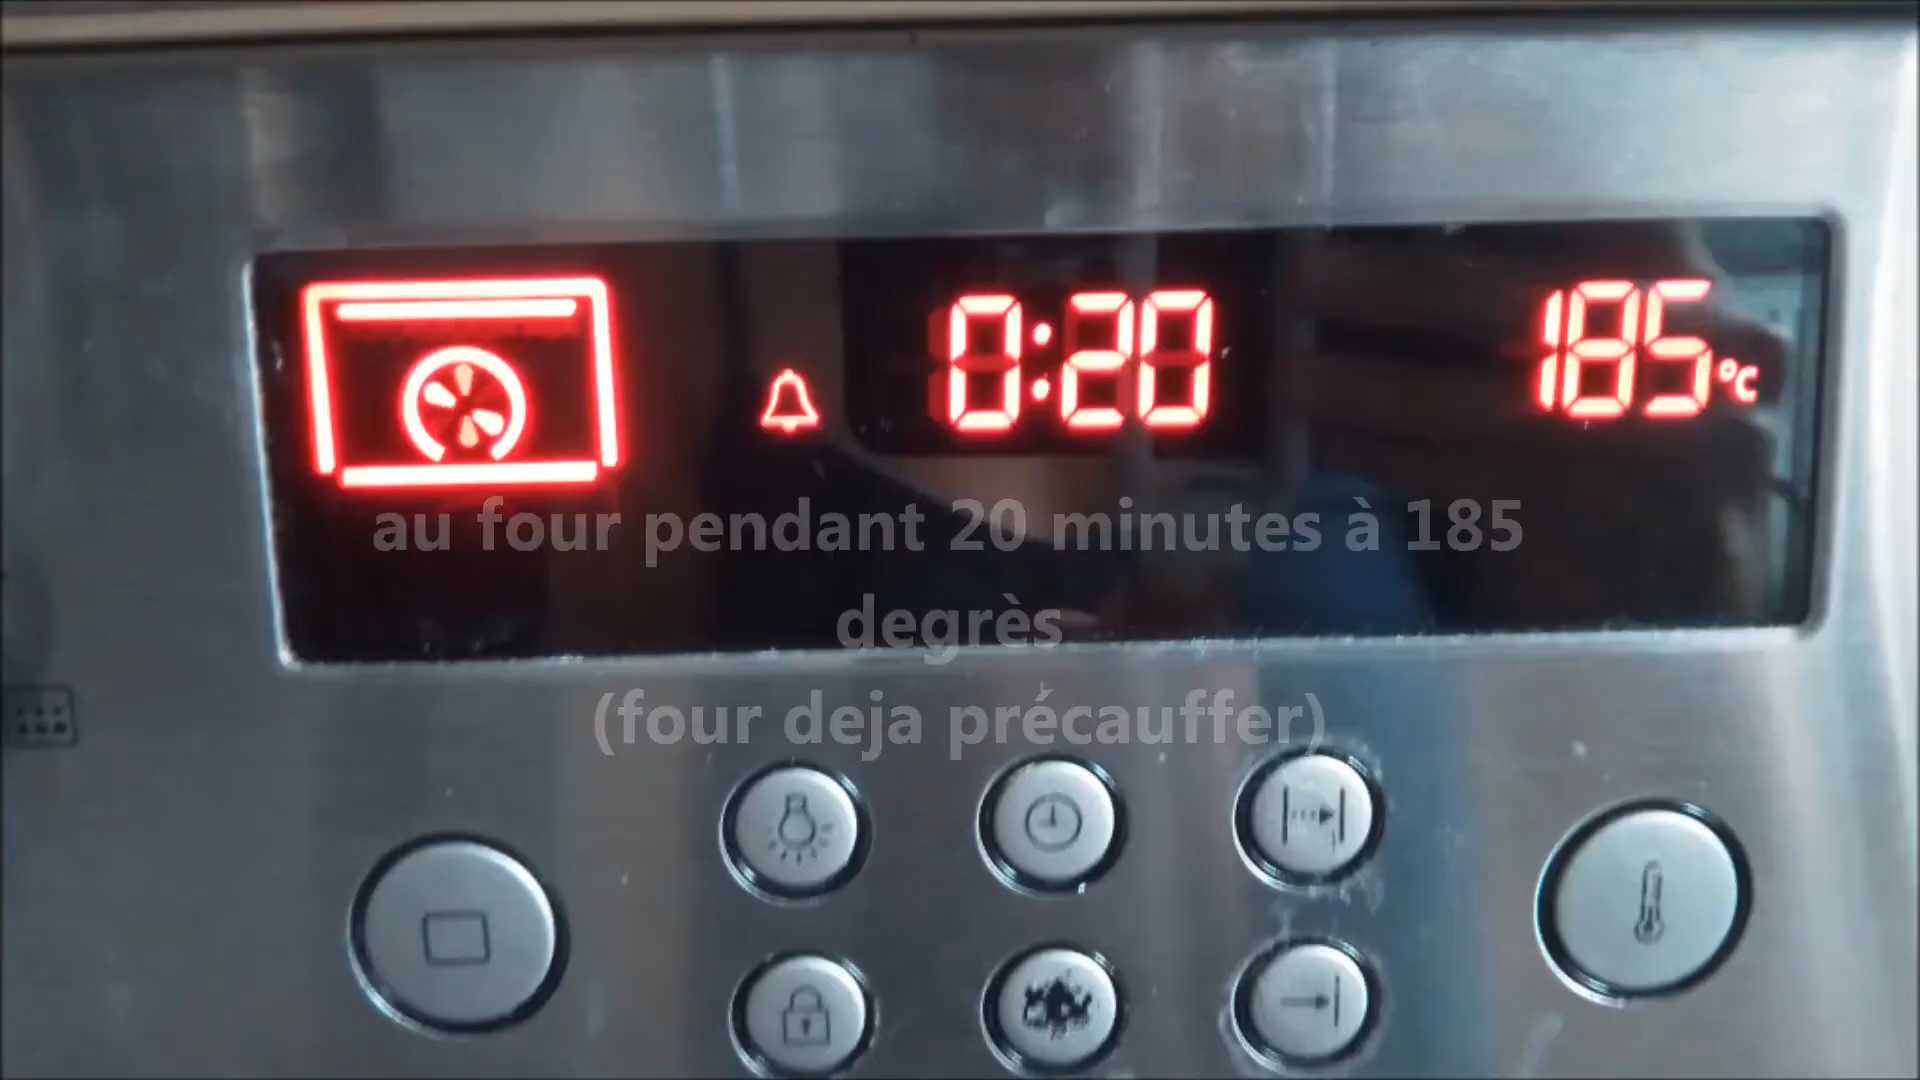 0:20
185 °C
au four pendant 20 minutes à 185
degrès
(four deja précauffer)